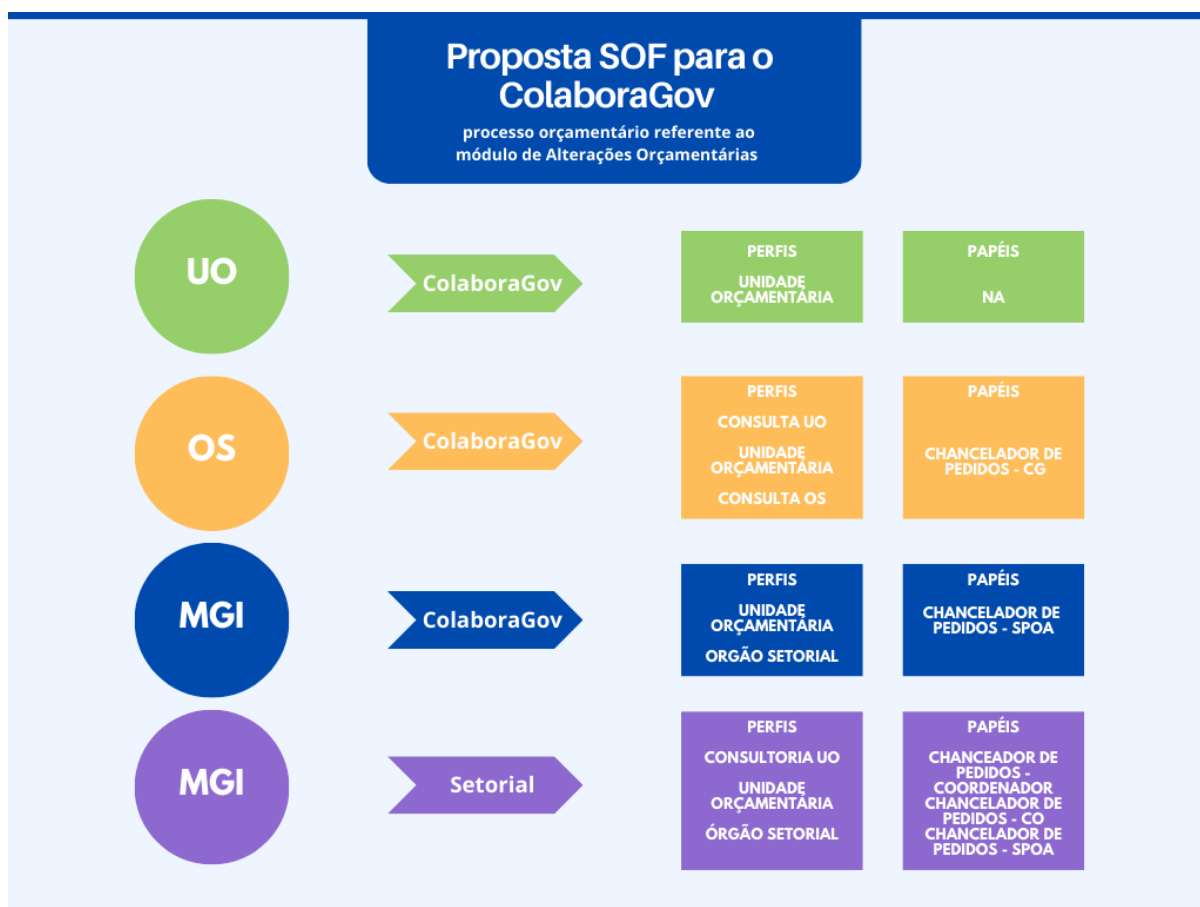 Proposta SOF para o
ColaboraGov
processo orçamentário referente ao
módulo de Alterações Orçamentárias
UO
ColaboraGov
PERFIS
UNIDADE
ORÇAMENTÁRIA
PAPÉIS
NA
OS
ColaboraGov
PERFIS
CONSULTA UO
UNIDADE
ORÇAMENTÁRIA
CONSULTA OS
PAPÉIS
CHANCELADOR DE
PEDIDOS - CG
MGI
ColaboraGov
PERFIS
UNIDADE
ORÇAMENTÁRIA
ORGÃO SETORIAL
PAPÉIS
CHANCELADOR DE
PEDIDOS - SPOA
MGI
Setorial
PERFIS
CONSULTORIA UO
UNIDADE
ORÇAMENTÁRIA
ÓRGÃO SETORIAL
PAPÉIS
CHANCEADOR DE
PEDIDOS -
COORDENADOR
CHANCELADOR DE
PEDIDOS - CO
CHANCELADOR DE
PEDIDOS - SPOA